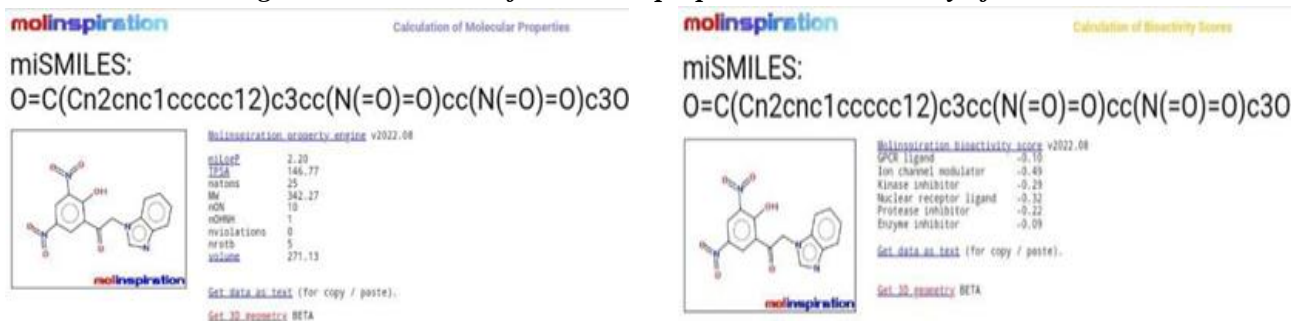 molinspiration
Calculation of Molecular Properties
miSMILES:
O=C(Cn2cnc1ccccc12)c3cc(N(=O)=O)cc(N(=O)=O)c3O
Molinspiration property engine v2022.08
miLogP 2.20
TPSA 146.77
natoms 25
MW 342.27
nON 10
nOHNH 1
nviolations 0
nrotb 5
volume 271.13
Get data as text (for copy / paste).
Get 3D geometry BETA
molinspiration
molinspiration
Calculation of Bioactivity Scores
miSMILES:
O=C(Cn2cnc1ccccc12)c3cc(N(=O)=O)cc(N(=O)=O)c3O
Molinspiration bioactivity score v2022.08
GPCR ligand -0.10
Ion channel modulator -0.49
Kinase inhibitor -0.29
Nuclear receptor ligand -0.32
Protease inhibitor -0.22
Enzyme inhibitor -0.09
Get data as text (for copy / paste).
Get 3D geometry BETA
molinspiration